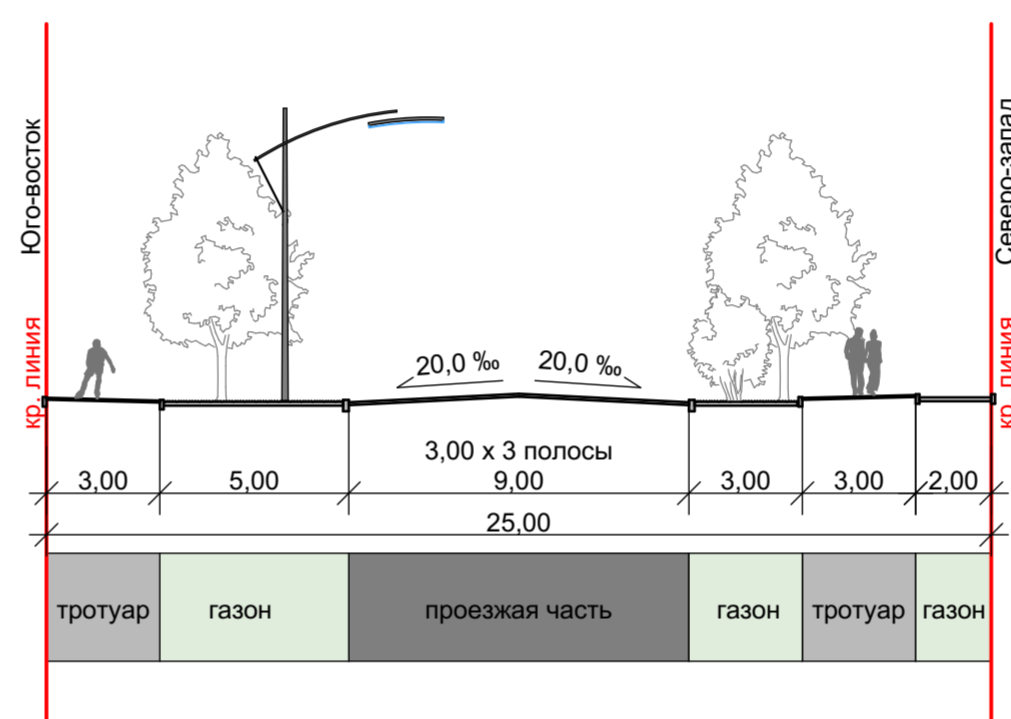 Юго-восток
Северо-запад
кр. линия
кр. линия
20,0 ‰
20,0 ‰
3,00 х 3 полосы
3,00
5,00
9,00
3,00
3,00
2,00
25,00
тротуар
газон
проезжая часть
газон
тротуар
газон